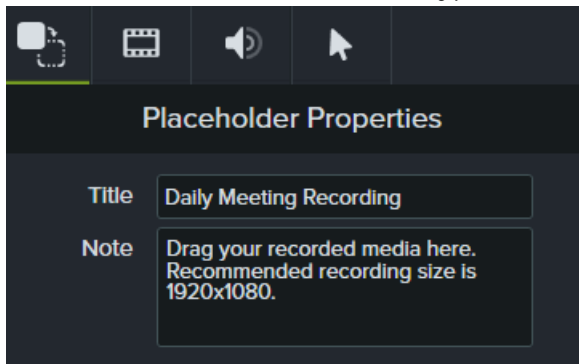 Placeholder Properties
Title Daily Meeting Recording
Note Drag your recorded media here.
Recommended recording size is
1920x1080.